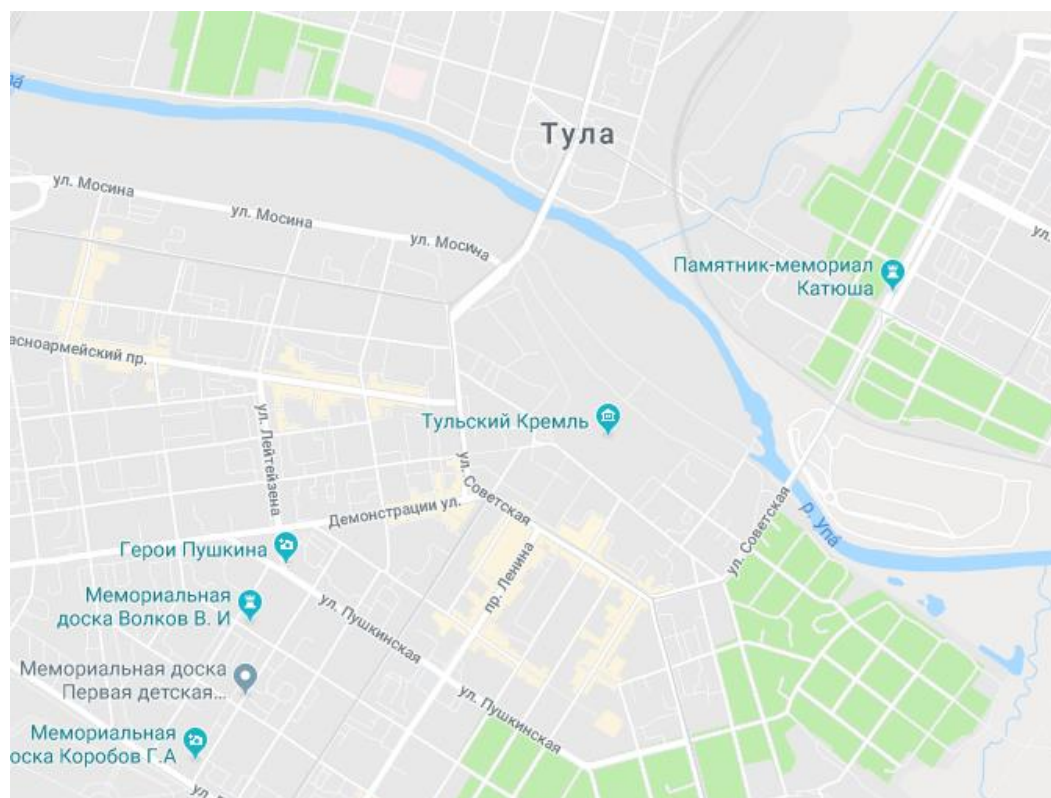 Тула
ул. Мосина
ул. Мосина
ул. Мосина
Памятник-мемориал
Катюша
ул.
асноармейский пр.
ул. Лейтейзена
Тульский Кремль
ул. Советская
Демонстрации ул.
ул. Советская
р. Упа́
Герои Пушкина
пр. Ленина
Мемориальная
доска Волков В. И
ул. Пушкинская
Мемориальная доска
Первая детская...
ул. Пушкинская
Мемориальная
оска Коробов Г.А
ул.